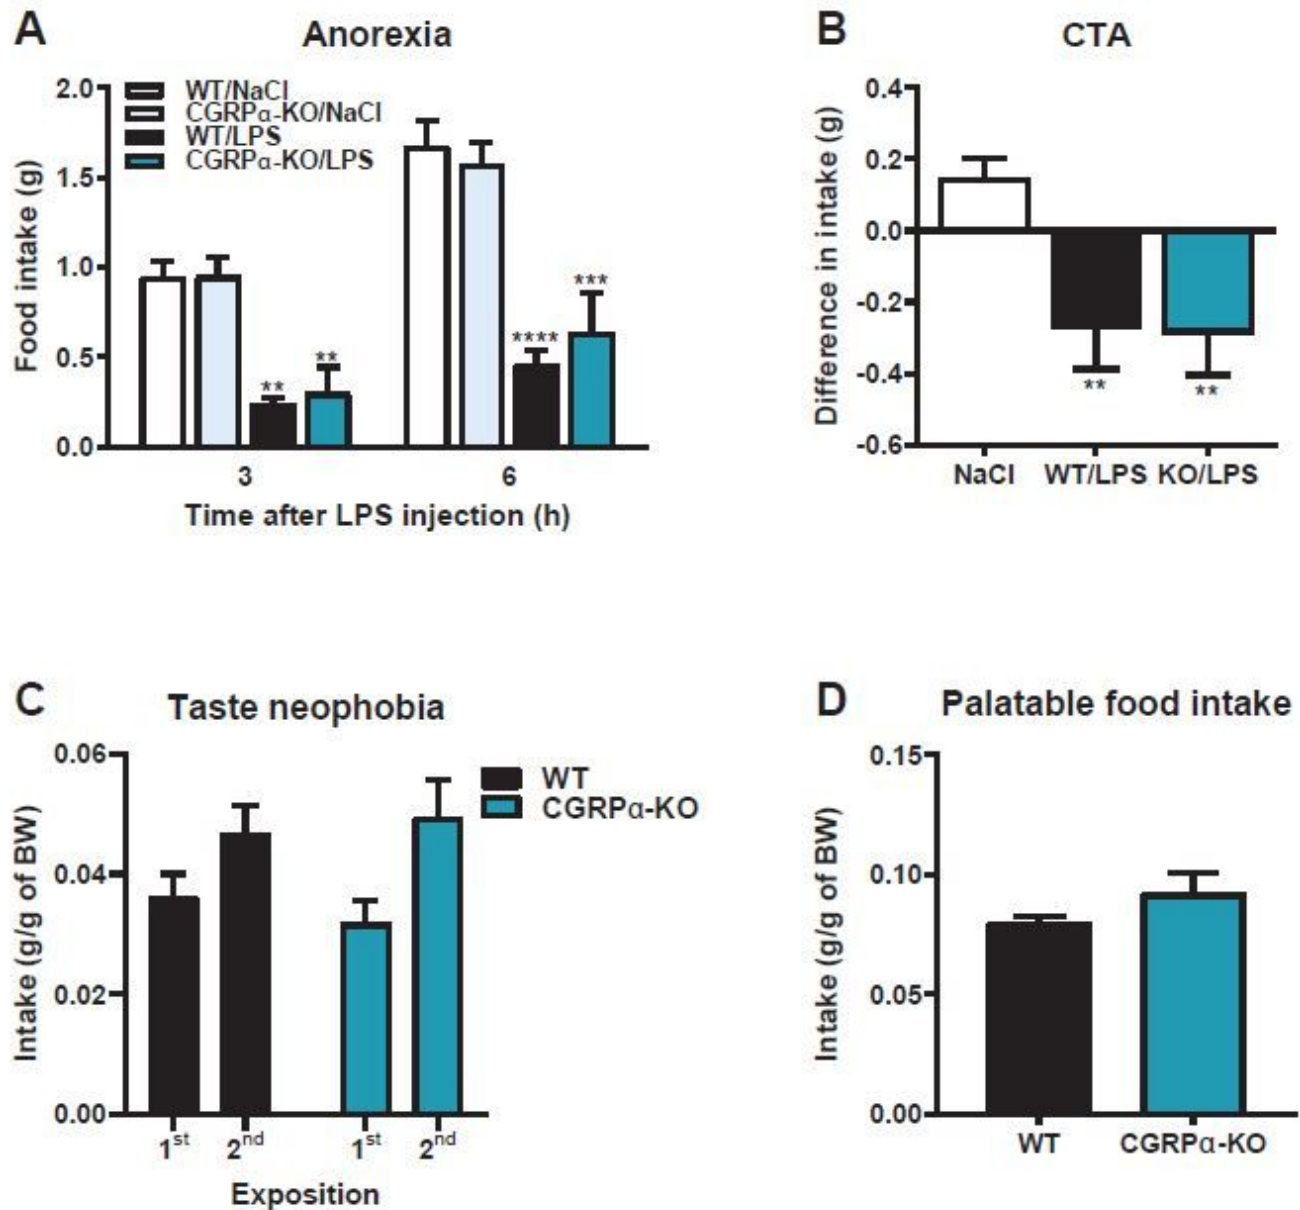 A
Anorexia
2.0
1.5
1.0
0.5
0.0
Food intake (g)
WT/NaCl
CGRPα-KO/NaCl
WT/LPS
CGRPα-KO/LPS
**
**
****
***
3
6
Time after LPS injection (h)
B
CTA
0.4
0.2
0.0
-0.2
-0.4
-0.6
Difference in intake (g)
**
**
NaCl
WT/LPS
KO/LPS
C
Taste neophobia
0.06
0.04
0.02
0.00
Intake (g/g of BW)
WT
CGRPα-KO
1st
2nd
1st
2nd
Exposition
D
Palatable food intake
0.15
0.10
0.05
0.00
Intake (g/g of BW)
WT
CGRPα-KO